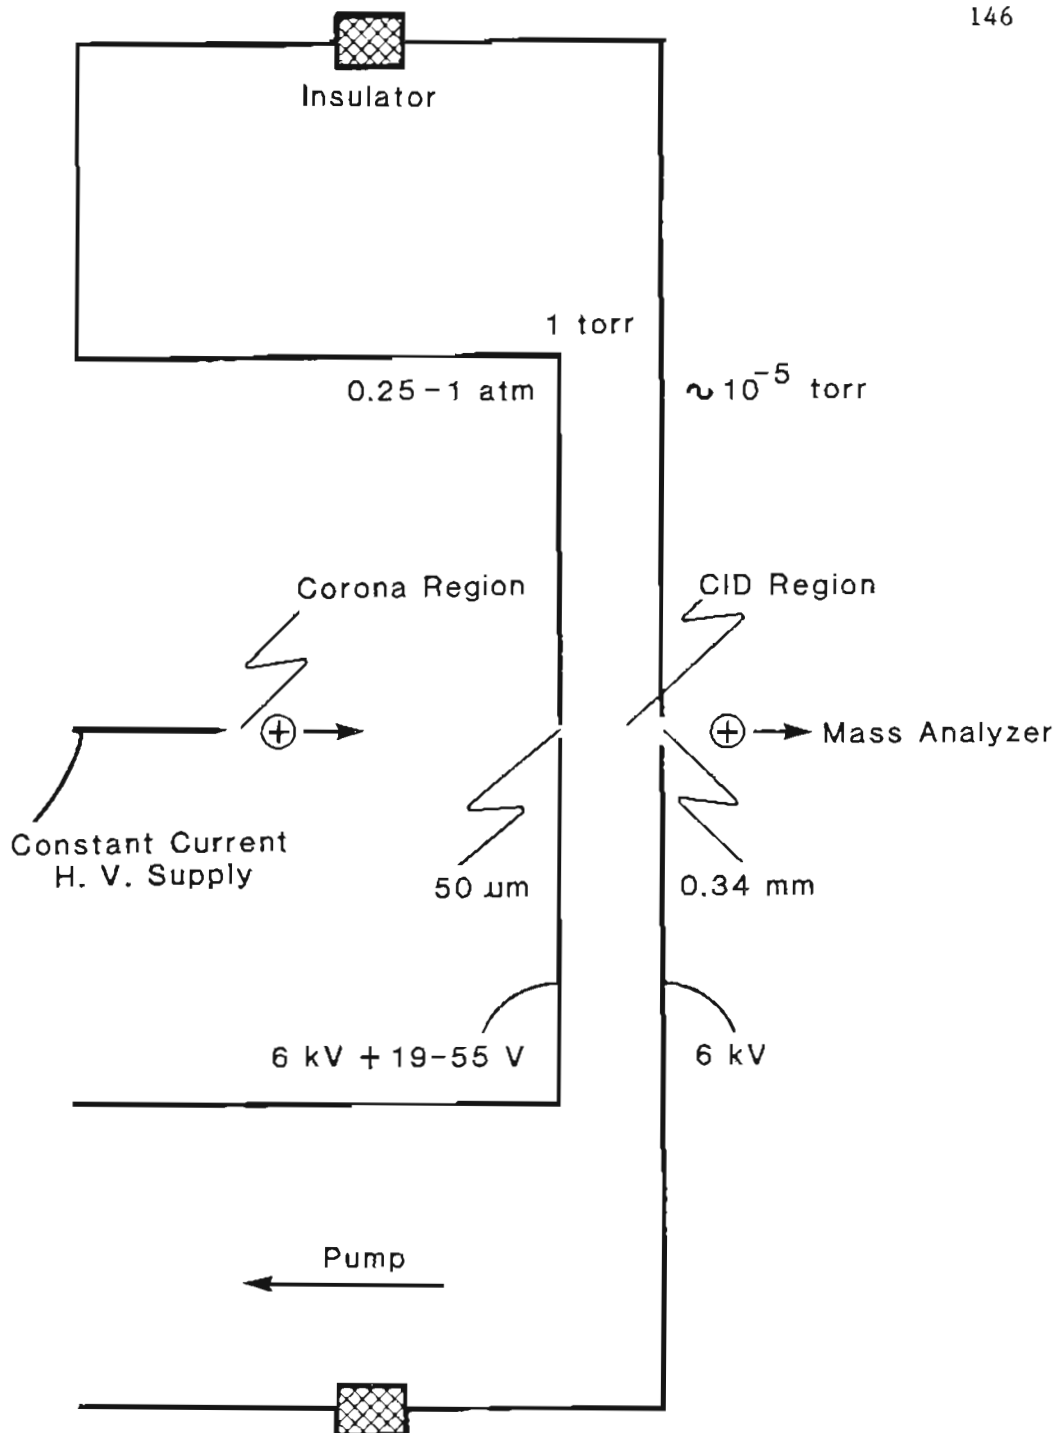 146
Insulator
1 torr
0.25-1 atm
~10⁻⁵ torr
Corona Region
CID Region
+
+
Mass Analyzer
Constant Current
H. V. Supply
50 µm
0.34 mm
6 kV + 19-55 V
6 kV
Pump